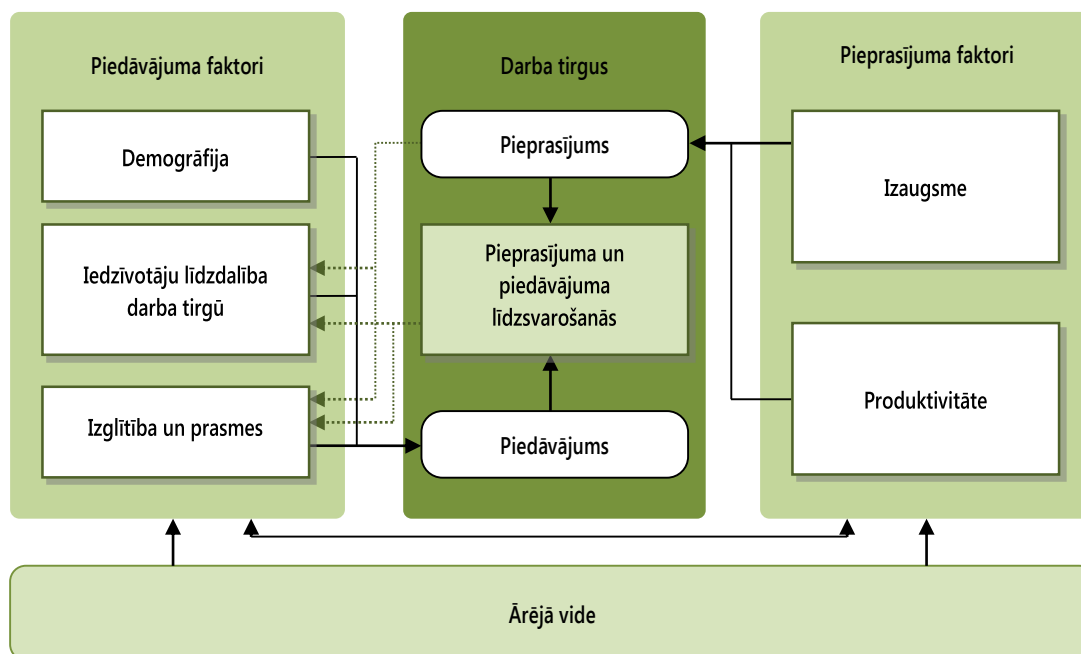 Piedāvājuma faktori
Demogrāfija
Iedzīvotāju līdzdalība
darba tirgū
Izglītība un prasmes
Darba tirgus
Pieprasījums
Pieprasījuma un
piedāvājuma
līdzsvarošanās
Piedāvājums
Pieprasījuma faktori
Izaugsme
Produktivitāte
Ārējā vide